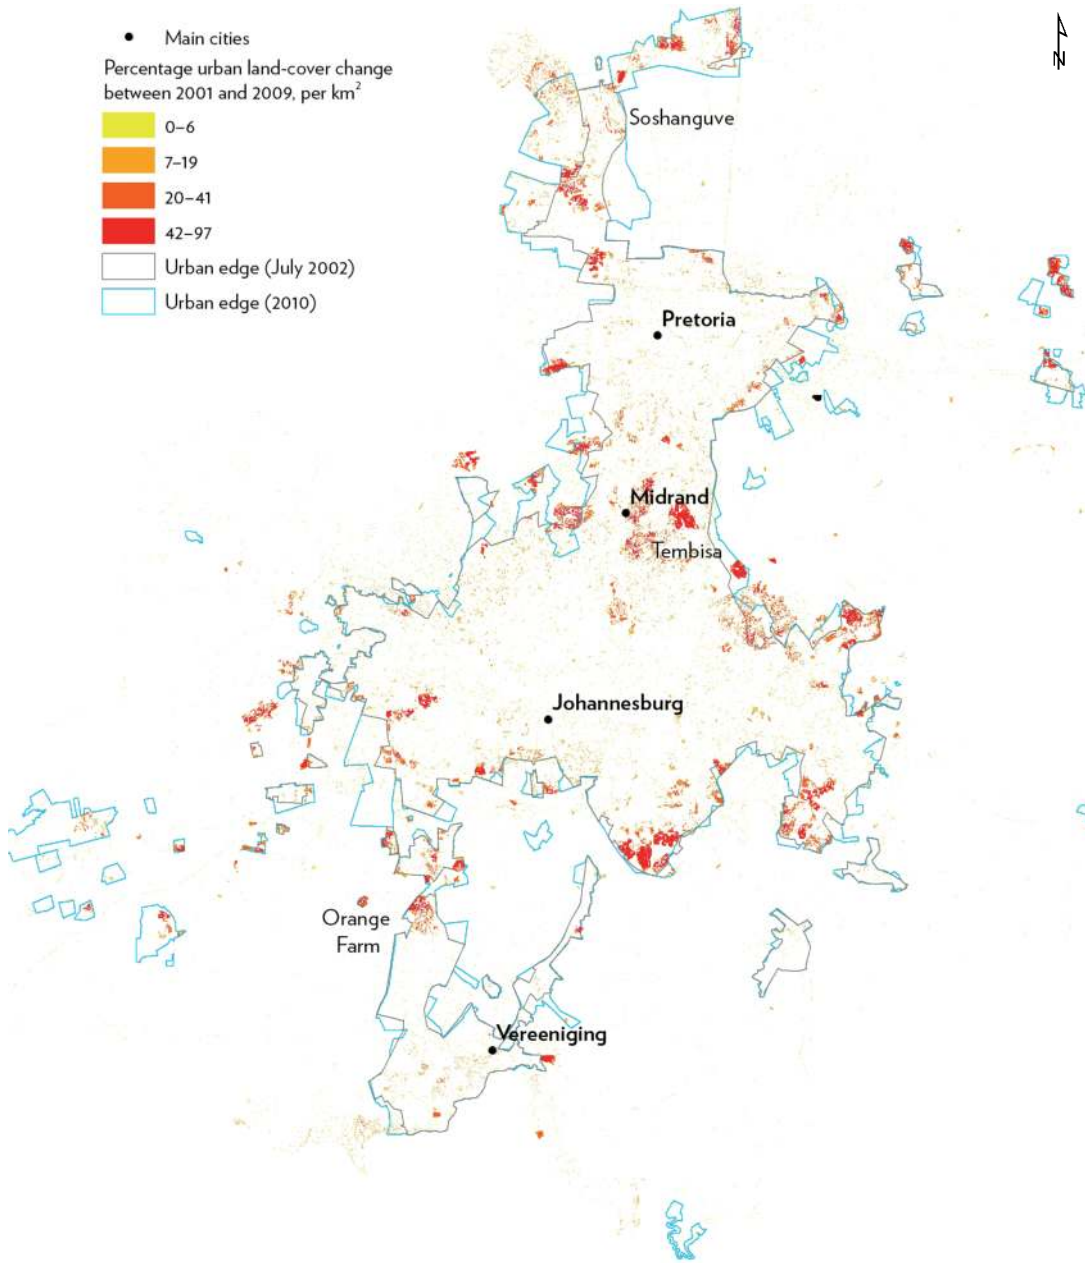 Main cities
Percentage urban land-cover change
between 2001 and 2009, per km²
0–6
7–19
20–41
42–97
Urban edge (July 2002)
Urban edge (2010)
N
Soshanguve
Pretoria
Midrand
Tembisa
Johannesburg
Orange
Farm
Vereeniging